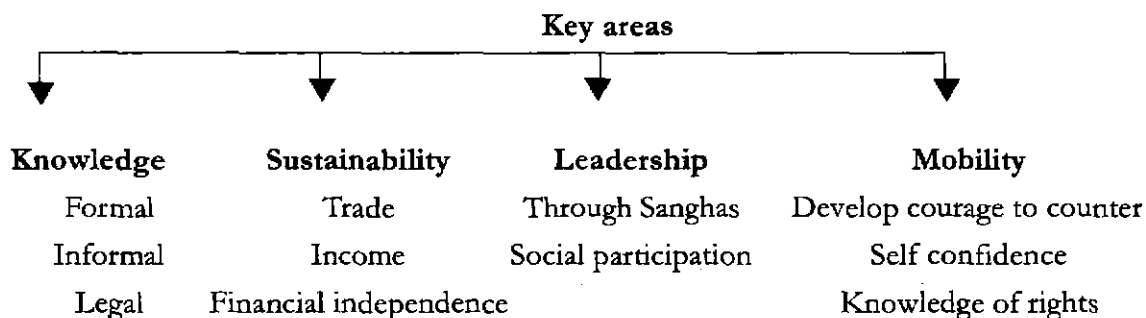 Key areas
Knowledge Sustainability Leadership Mobility
Formal Trade Through Sanghas Develop courage to counter
Informal Income Social participation Self confidence
Legal Financial independence Knowledge of rights